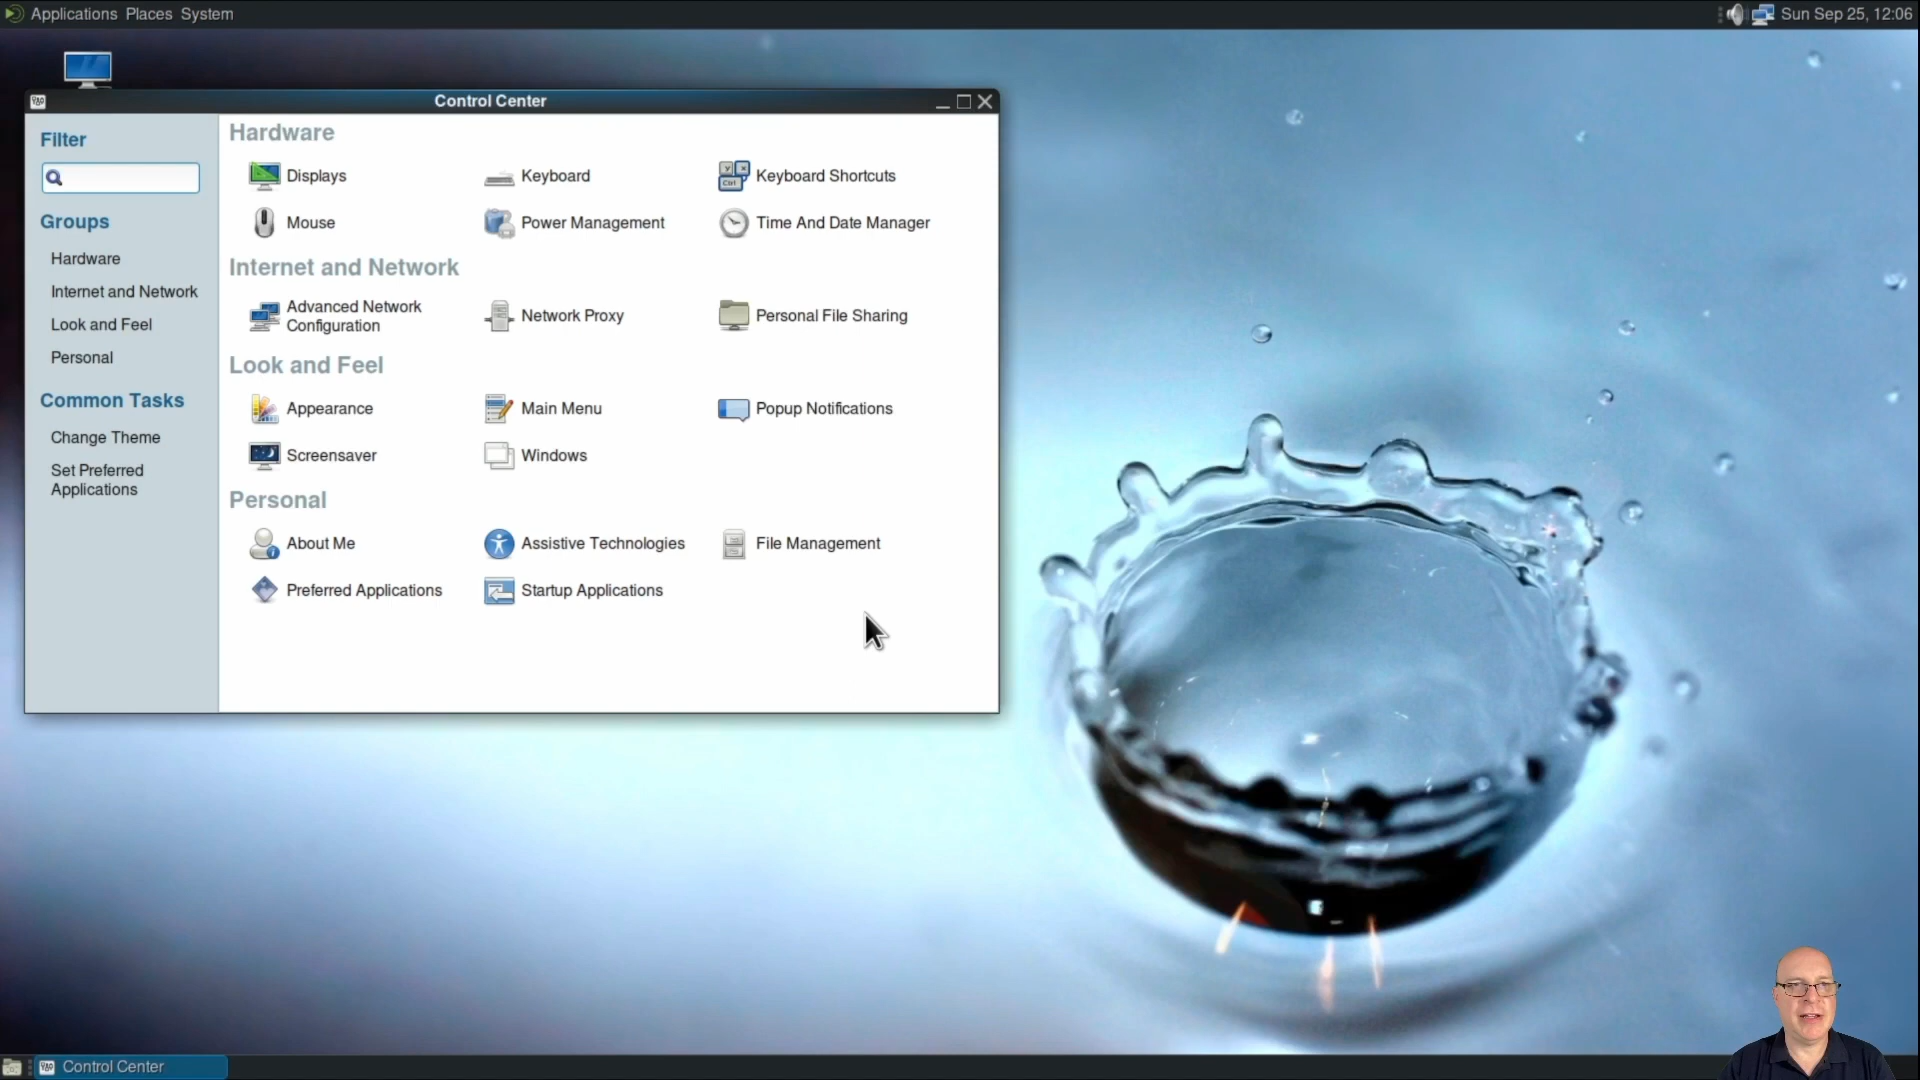 Applications Places System
Sun Sep 25, 12:06
Control Center
Filter
Groups
Hardware
Internet and Network
Look and Feel
Personal
Common Tasks
Change Theme
Set Preferred
Applications
Hardware
Displays
Keyboard
Keyboard Shortcuts
Mouse
Power Management
Time And Date Manager
Internet and Network
Advanced Network
Configuration
Network Proxy
Personal File Sharing
Look and Feel
Appearance
Main Menu
Popup Notifications
Screensaver
Windows
Personal
About Me
Assistive Technologies
File Management
Preferred Applications
Startup Applications
Control Center